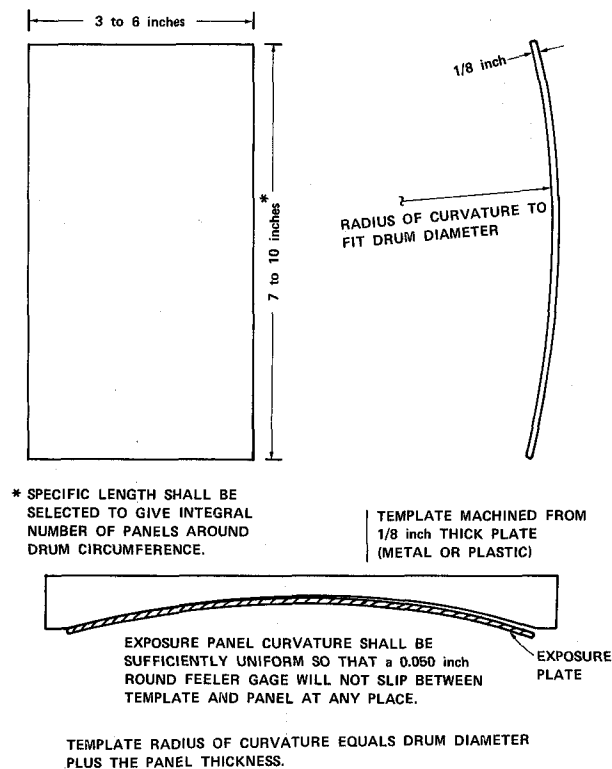 3 to 6 inches
1/8 inch
7 to 10 inches *
RADIUS OF CURVATURE TO
FIT DRUM DIAMETER
* SPECIFIC LENGTH SHALL BE
SELECTED TO GIVE INTEGRAL
NUMBER OF PANELS AROUND
DRUM CIRCUMFERENCE.
TEMPLATE MACHINED FROM
1/8 inch THICK PLATE
(METAL OR PLASTIC)
EXPOSURE PANEL CURVATURE SHALL BE
SUFFICIENTLY UNIFORM SO THAT a 0.050 inch
ROUND FEELER GAGE WILL NOT SLIP BETWEEN
TEMPLATE AND PANEL AT ANY PLACE.
EXPOSURE
PLATE
TEMPLATE RADIUS OF CURVATURE EQUALS DRUM DIAMETER
PLUS THE PANEL THICKNESS.